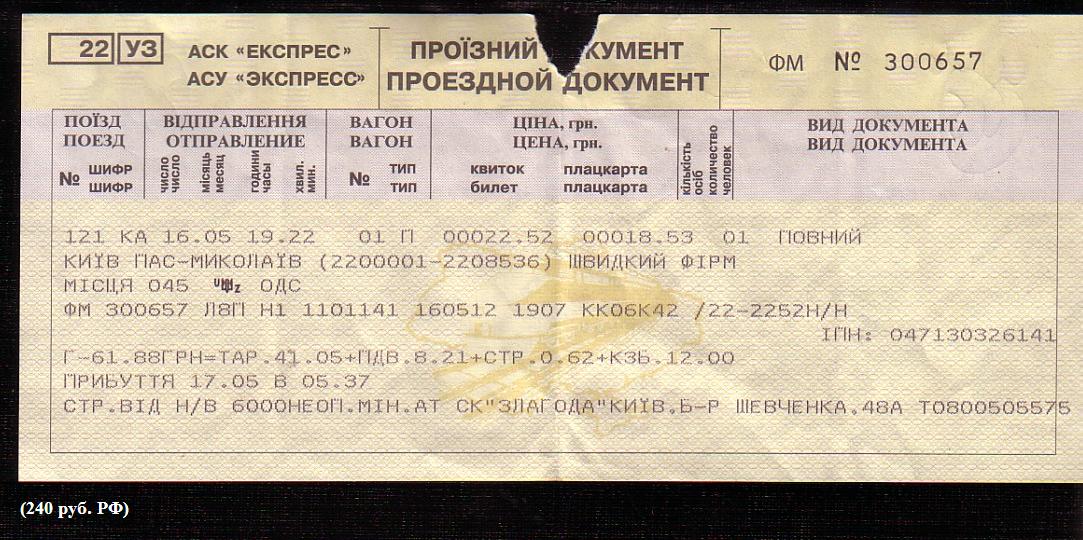 22 УЗ АСК «ЕКСПРЕС» ПРОЇЗНИЙ КУМЕНТ ФМ № 300657
АСУ «ЭКСПРЕСС» ПРОЕЗДНОЙ ДОКУМЕНТ
ПОЇЗД ВІДПРАВЛЕННЯ ВАГОН ЦІНА, грн. ВИД ДОКУМЕНТА
ПОЕЗД ОТПРАВЛЕНИЕ ВАГОН ЦЕНА, грн. ВИД ДОКУМЕНТА
№ шифр число місяць години хвил. № тип квиток плацкарта кількість осіб
шифр число месяц часы мин. тип билет плацкарта количество человек
121 КА 16.05 19.22 01 П 00022.52 00018.53 01 ПОВНИЙ
КИЇВ ПАС-МИКОЛАЇВ (2200001-2208536) ШВИДКИЙ ФІРМ
МІСЦЯ 045 ОДС
ФМ 300657 Л8П Н1 1101141 160512 1907 КК06К42 /22-2252Н/Н
ІПН: 047130326141
Г-61.88ГРН=ТАР.41.05+ПДВ.8.21+СТР.0.62+КЗБ.12.00
ПРИБУТТЯ 17.05 В 05.37
СТР.ВІД Н/В 6000НЕОП.МІН.АТ СК"ЗЛАГОДА"КИЇВ.Б-Р ШЕВЧЕНКА.48А Т0800505575
(240 руб. РФ)